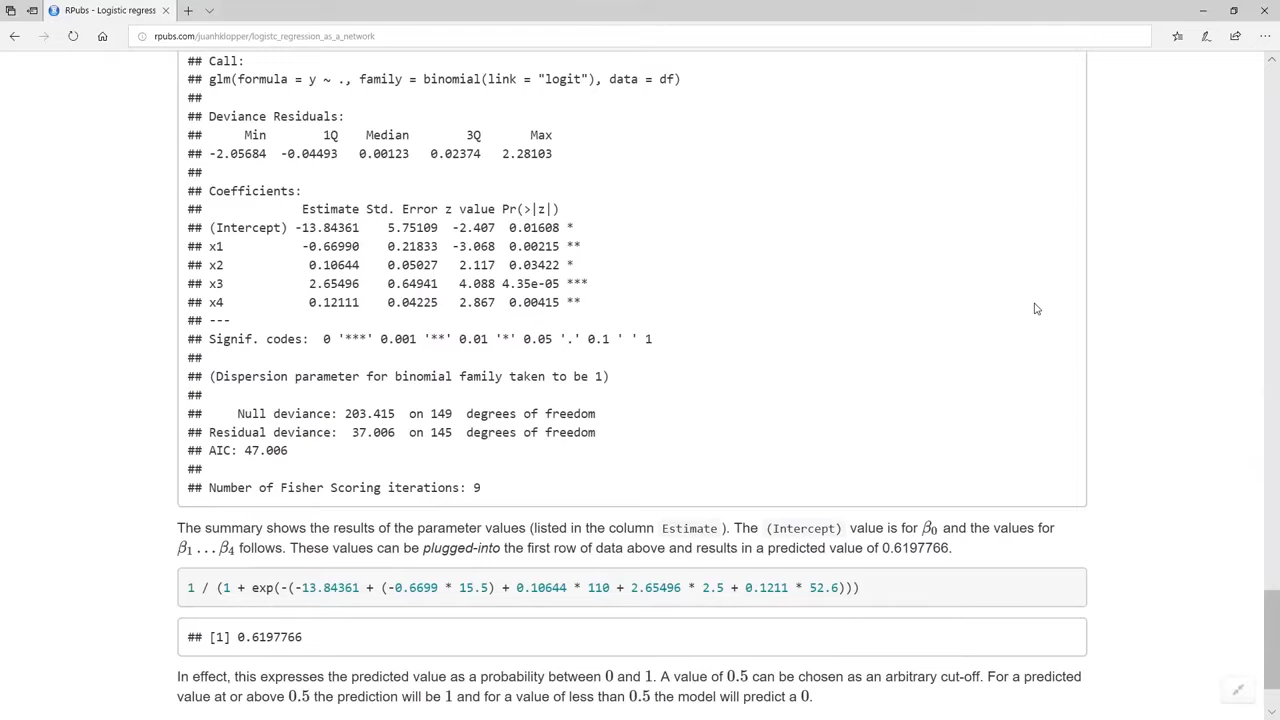 RPubs - Logistic regress
rpubs.com/juanhklopper/logistc_regression_as_a_network
## Call:
## glm(formula = y ~ ., family = binomial(link = "logit"), data = df)
##
## Deviance Residuals:
##      Min       1Q   Median       3Q      Max
## -2.05684 -0.04493  0.00123  0.02374  2.28103
##
## Coefficients:
##             Estimate Std. Error z value Pr(>|z|)
## (Intercept) -13.84361    5.75109  -2.407  0.01608 *
## x1           -0.66990    0.21833  -3.068  0.00215 **
## x2            0.10644    0.05027   2.117  0.03422 *
## x3            2.65496    0.64941   4.088 4.35e-05 ***
## x4            0.12111    0.04225   2.867  0.00415 **
## ---
## Signif. codes:  0 '***' 0.001 '**' 0.01 '*' 0.05 '.' 0.1 ' ' 1
##
## (Dispersion parameter for binomial family taken to be 1)
##
##     Null deviance: 203.415  on 149  degrees of freedom
## Residual deviance:  37.006  on 145  degrees of freedom
## AIC: 47.006
##
## Number of Fisher Scoring iterations: 9
The summary shows the results of the parameter values (listed in the column Estimate ). The (Intercept) value is for β0 and the values for
β1…β4 follows. These values can be plugged-into the first row of data above and results in a predicted value of 0.6197766.
1 / (1 + exp(-(-13.84361 + (-0.6699 * 15.5) + 0.10644 * 110 + 2.65496 * 2.5 + 0.1211 * 52.6)))
## [1] 0.6197766
In effect, this expresses the predicted value as a probability between 0 and 1. A value of 0.5 can be chosen as an arbitrary cut-off. For a predicted
value at or above 0.5 the prediction will be 1 and for a value of less than 0.5 the model will predict a 0.